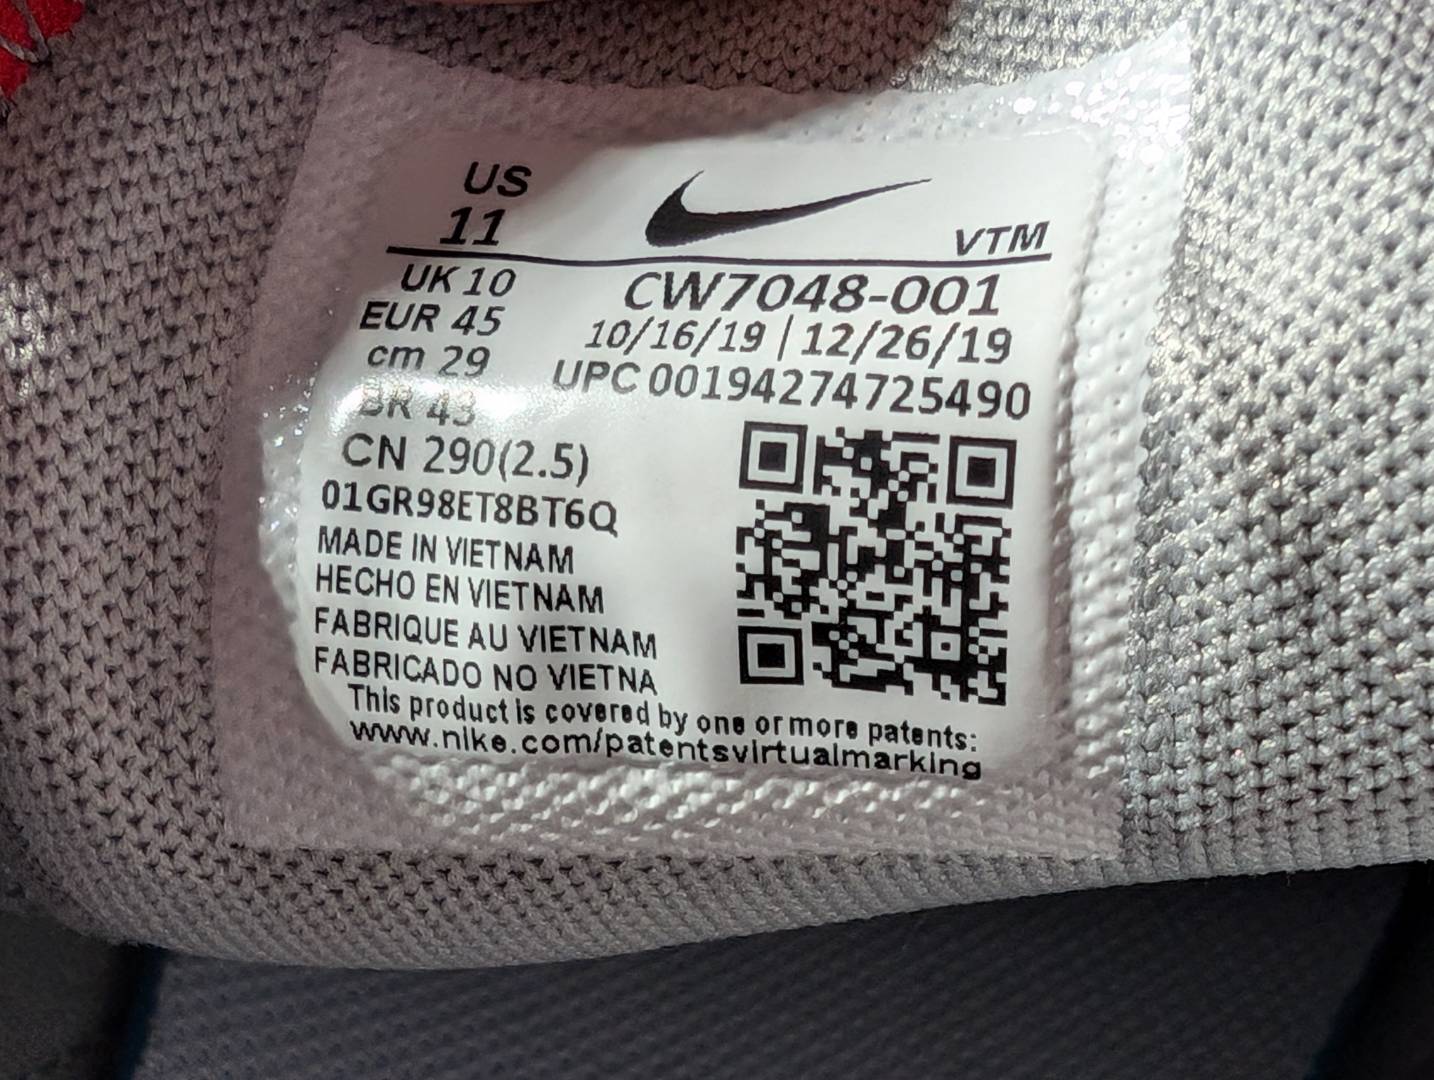 US
11
VTM
UK 10
EUR 45
cm 29
BR 43
CN 290(2.5)
CW7048-001
10/16/19 | 12/26/19
UPC 00194274725490
01GR98ET8BT6Q
MADE IN VIETNAM
HECHO EN VIETNAM
FABRIQUE AU VIETNAM
FABRICADO NO VIETNA
This product is covered by one or more patents:
www.nike.com/patentsvirtualmarking